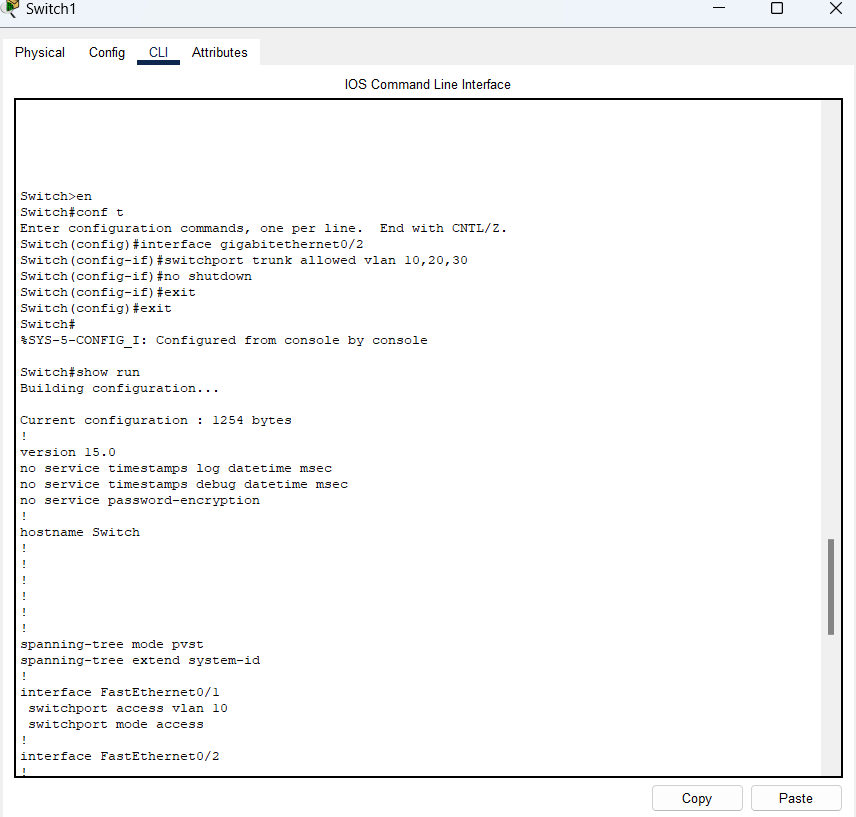 Switch1
Physical Config CLI Attributes
IOS Command Line Interface
Switch>en
Switch#conf t
Enter configuration commands, one per line.  End with CNTL/Z.
Switch(config)#interface gigabitethernet0/2
Switch(config-if)#switchport trunk allowed vlan 10,20,30
Switch(config-if)#no shutdown
Switch(config-if)#exit
Switch(config)#exit
Switch#
%SYS-5-CONFIG_I: Configured from console by console
Switch#show run
Building configuration...
Current configuration : 1254 bytes
!
version 15.0
no service timestamps log datetime msec
no service timestamps debug datetime msec
no service password-encryption
!
hostname Switch
!
!
!
!
!
!
spanning-tree mode pvst
spanning-tree extend system-id
!
interface FastEthernet0/1
 switchport access vlan 10
 switchport mode access
!
interface FastEthernet0/2
!
Copy Paste